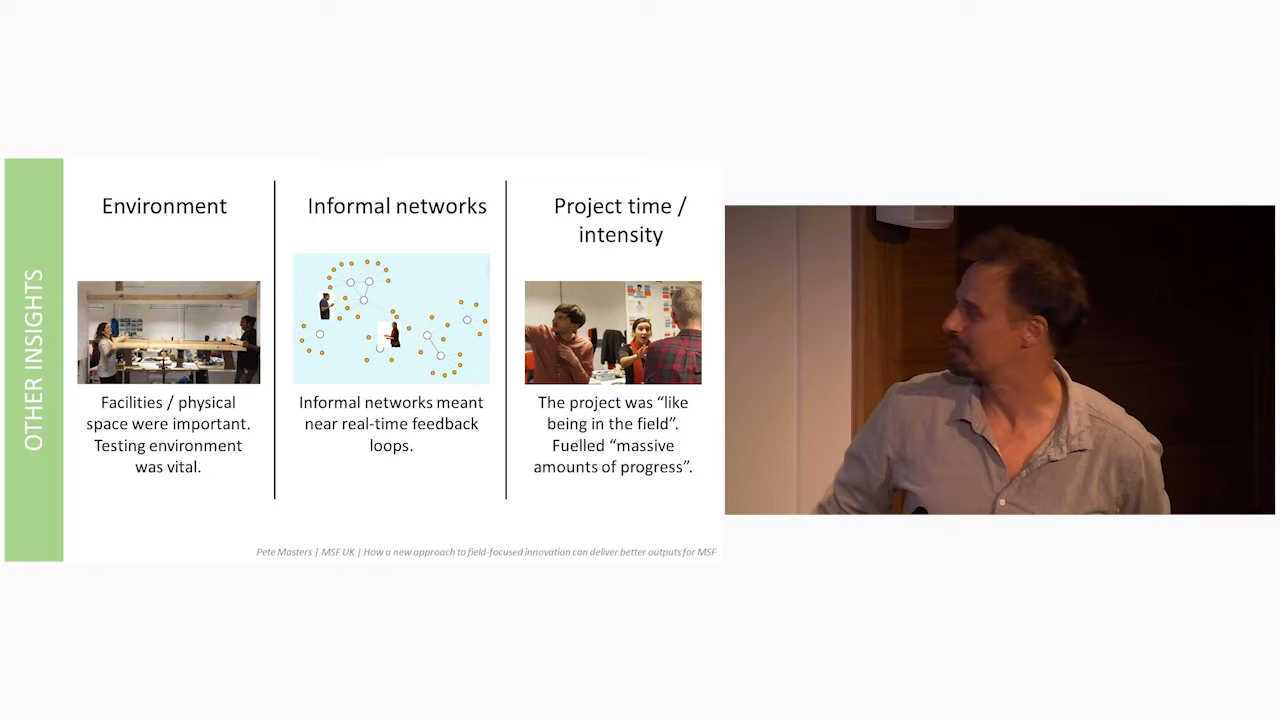 OTHER INSIGHTS
Environment
Facilities / physical
space were important.
Testing environment
was vital.
Informal networks
Informal networks meant
near real-time feedback
loops.
Project time /
intensity
The project was “like
being in the field”.
Fuelled “massive
amounts of progress”.
Pete Masters | MSF UK | How a new approach to field-focused innovation can deliver better outputs for MSF